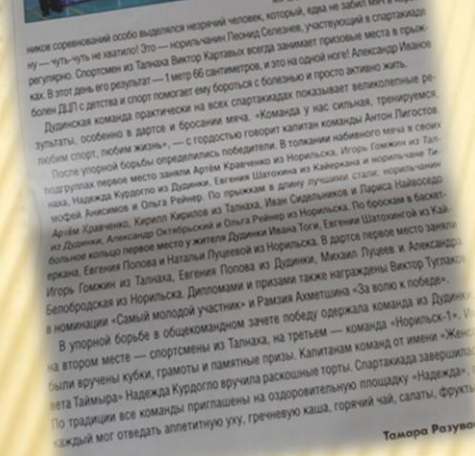 ников соревнований особо выделялся незрячий человек, который, едва не забил мяч в
ну — чуть-чуть не хватило! Это — норильчанин Леонид Селезнев, участвующий в спартакиаде
регулярно. Спортсмен из Талнаха Виктор Картавых всегда занимает призовые места в прыж-
ках. В этот день его результат — 1 метр 66 сантиметров, и это на одной ноге! Александр Иванов
болен ДЦП с детства и спорт помогает ему бороться с болезнью и просто активно жить.
Дудинская команда практически на всех спартакиадах показывает великолепные ре-
зультаты, особенно в дартсе и бросании мяча. «Команда у нас сильная, тренируемся,
любим спорт, любим жизнь», — с гордостью говорит капитан команды Антон Лигостов.
После упорной борьбы определились победители. В толкании набивного мяча в своих
подгруппах первое место заняли Артём Кравченко из Норильска, Игорь Гомжин из Тал-
наха, Надежда Курдогло из Дудинки, Евгения Шатохина из Кайеркана и норильчане Ти-
мофей Анисимов и Ольга Рейнер. По прыжкам в длину лучшими стали: норильчанин
Артём Кравченко, Кирилл Кирилов из Талнаха, Иван Сидельников и Лариса Найвоседо
из Дудинки, Александр Октябрьский и Ольга Рейнер из Норильска. По броскам в баскет-
больное кольцо первое место у жителя Дудинки Ивана Тоги, Евгении Шатохингой из Кай-
еркана, Евгения Попова и Натальи Луцеевой из Норильска. В дартсе первое место заняли
Игорь Гомжин из Талнаха, Евгения Попова из Дудинки, Михаил Луцеев и Александра
Белобродская из Норильска. Дипломами и призами также награждены Виктор Туглаков
в номинации «Самый молодой участник» и Рамзия Ахметшина «За волю к победе».
В упорной борьбе в общекомандном зачете победу одержала команда из Дудинки,
на втором месте — спортсмены из Талнаха, на третьем — команда «Норильск-1».
были вручены кубки, грамоты и памятные призы. Капитанам команд от имени «Женс
вета Таймыра» Надежда Курдогло вручила раскошные торты. Спартакиада завершилась
По традиции все команды приглашены на оздоровительную площадку «Надежда»,
каждый мог отведать аппетитную уху, гречневую каша, горячий чай, салаты, фрукты
Тамара Разува